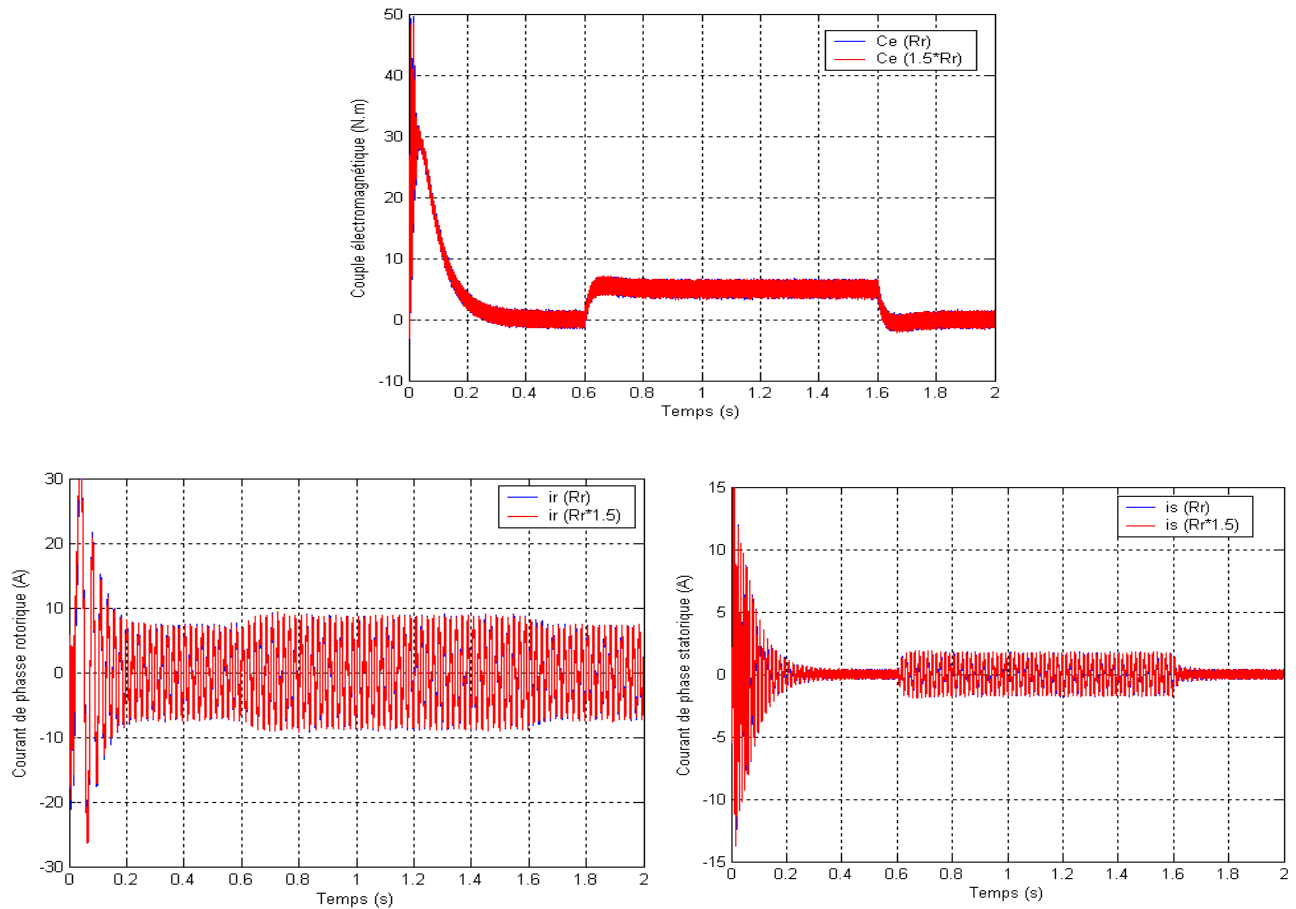 50
40
30
20
10
0
-10
Couple électromagnétique (N.m)
Ce (Rr)
Ce (1.5*Rr)
0 0.2 0.4 0.6 0.8 1 1.2 1.4 1.6 1.8 2
Temps (s)
30
20
10
0
-10
-20
-30
Courant de phase rotorique (A)
ir (Rr)
ir (Rr*1.5)
0 0.2 0.4 0.6 0.8 1 1.2 1.4 1.6 1.8 2
Temps (s)
15
10
5
0
-5
-10
-15
Courant de phase statorique (A)
is (Rr)
is (Rr*1.5)
0 0.2 0.4 0.6 0.8 1 1.2 1.4 1.6 1.8 2
Temps (s)